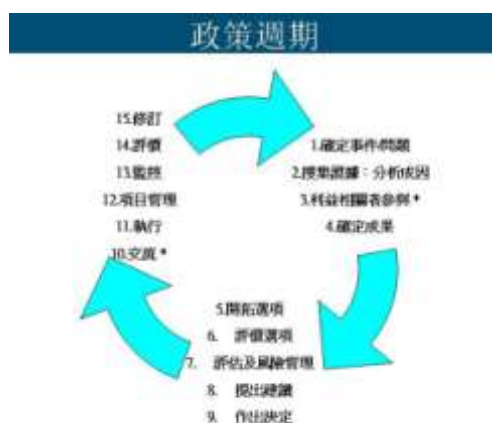 政策週期
1.確定事件/問題
2.搜集證據：分析成因
3.利益相關者參與*
4.確定成果
5.開拓選項
6. 評價選項
7. 評估及風險管理
8. 提出建議
9. 作出決定
10.交流*
11.執行
12.項目管理
13.監控
14.評價
15.修訂